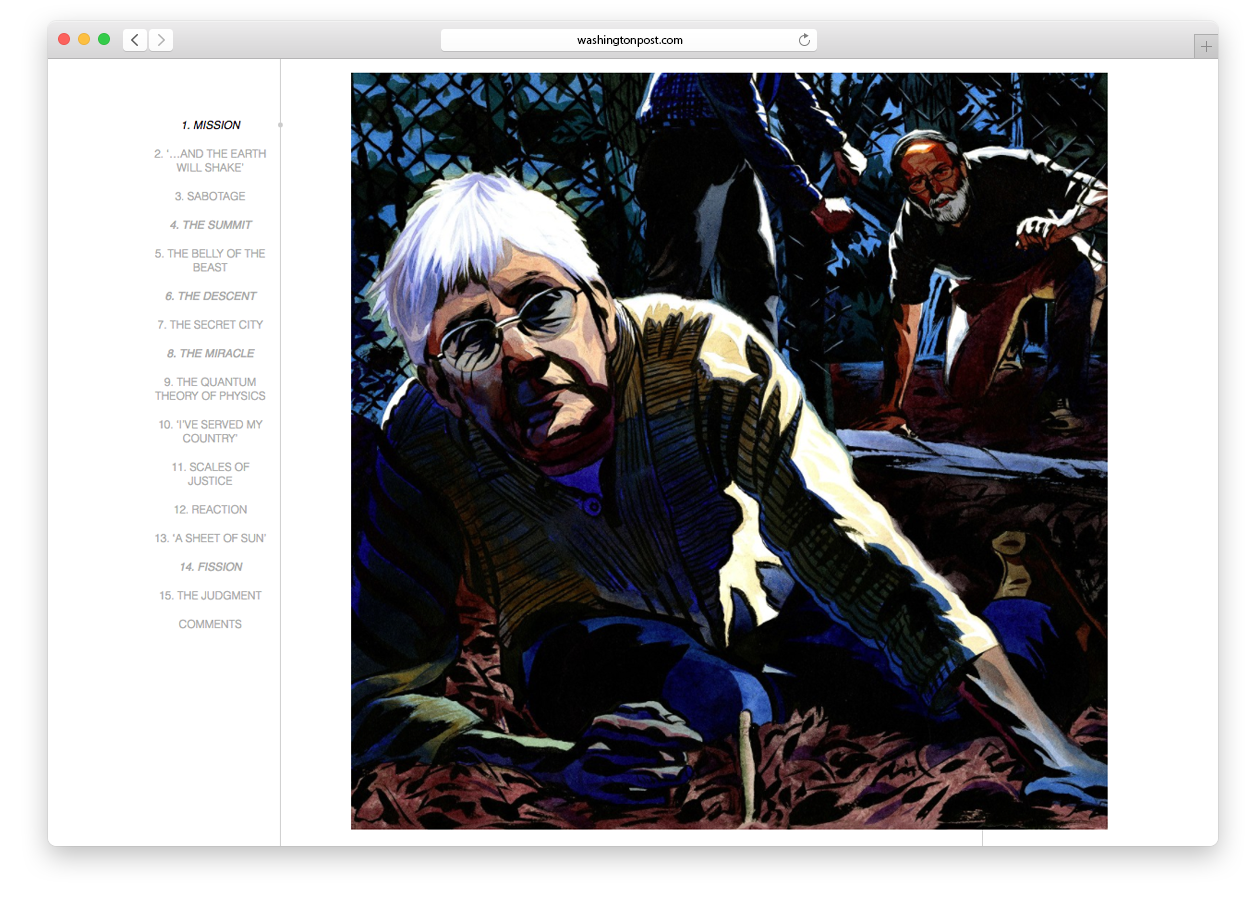 washingtonpost.com
1. MISSION
2. ‘…AND THE EARTH
WILL SHAKE’
3. SABOTAGE
4. THE SUMMIT
5. THE BELLY OF THE
BEAST
6. THE DESCENT
7. THE SECRET CITY
8. THE MIRACLE
9. THE QUANTUM
THEORY OF PHYSICS
10. ‘I’VE SERVED MY
COUNTRY’
11. SCALES OF
JUSTICE
12. REACTION
13. ‘A SHEET OF SUN’
14. FISSION
15. THE JUDGMENT
COMMENTS